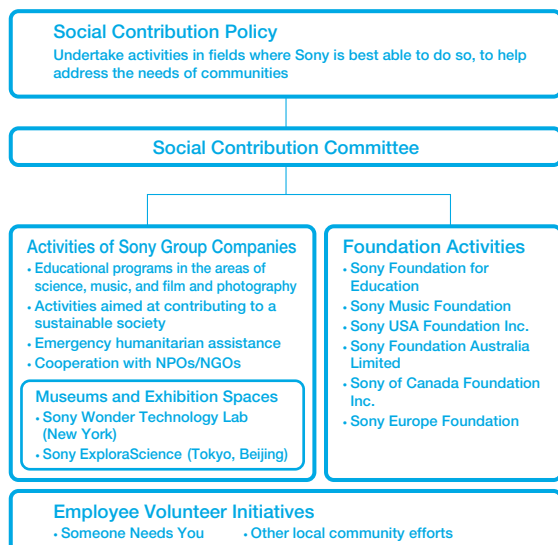 Social Contribution Policy
Undertake activities in fields where Sony is best able to do so, to help
address the needs of communities
Social Contribution Committee
Activities of Sony Group Companies
• Educational programs in the areas of
science, music, and film and photography
• Activities aimed at contributing to a
sustainable society
• Emergency humanitarian assistance
• Cooperation with NPOs/NGOs
Museums and Exhibition Spaces
• Sony Wonder Technology Lab
(New York)
• Sony ExploraScience (Tokyo, Beijing)
Foundation Activities
• Sony Foundation for
Education
• Sony Music Foundation
• Sony USA Foundation Inc.
• Sony Foundation Australia
Limited
• Sony of Canada Foundation
Inc.
• Sony Europe Foundation
Employee Volunteer Initiatives
• Someone Needs You • Other local community efforts